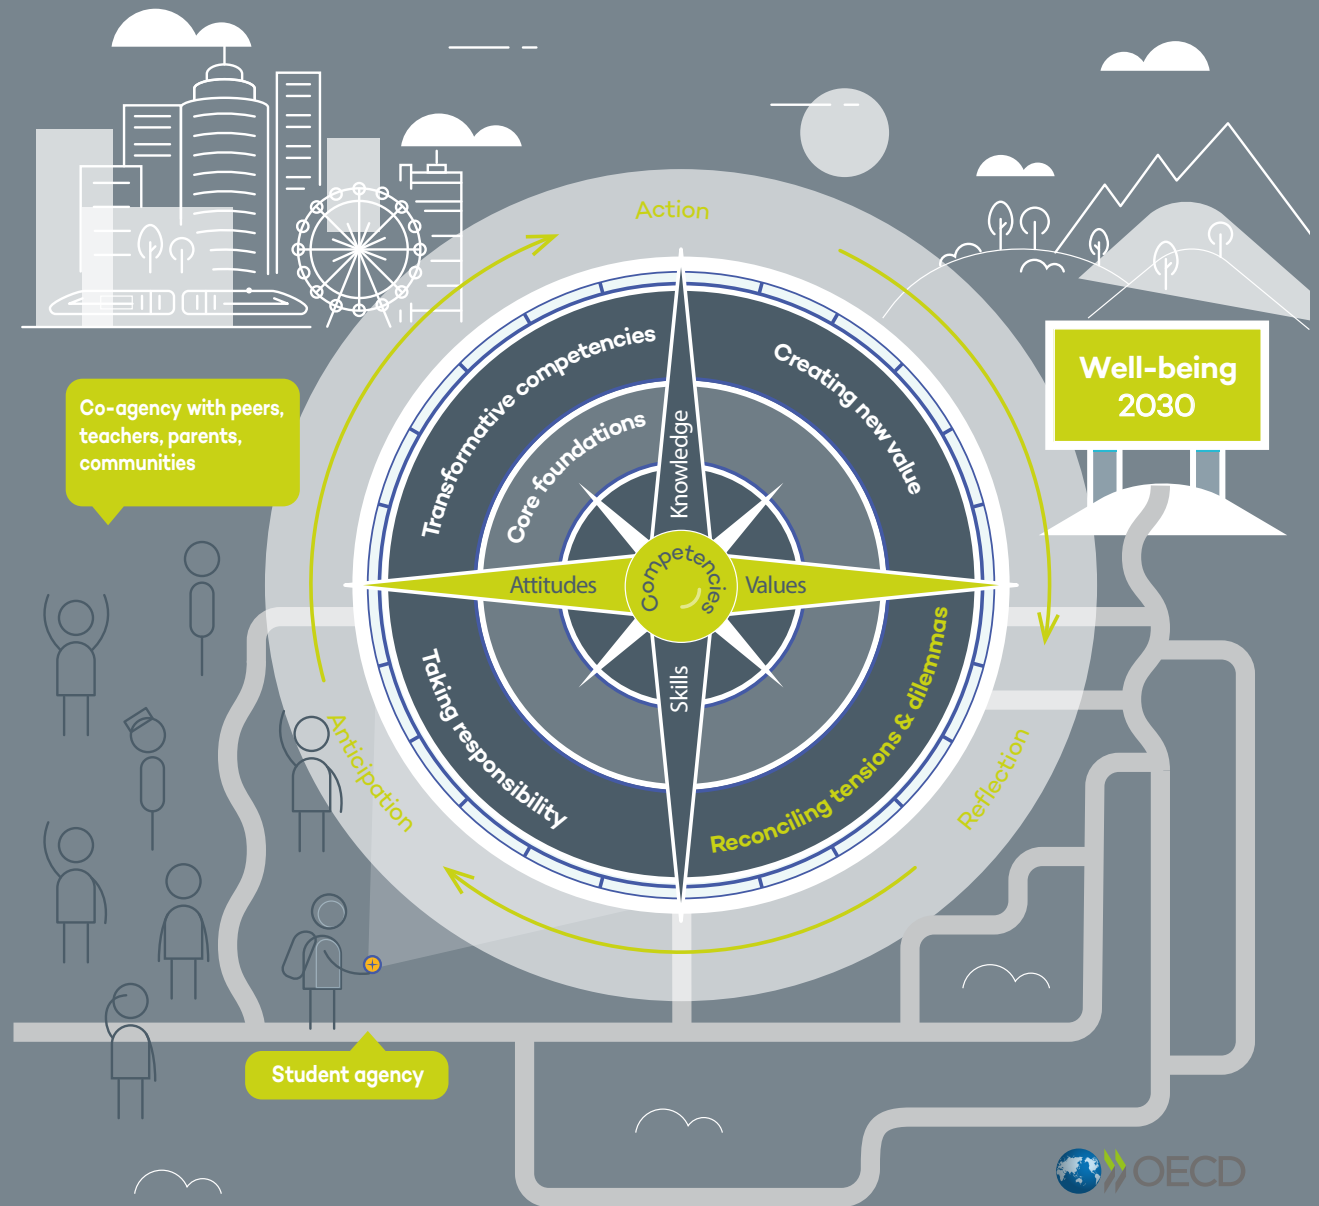 Action
Well-being
2030
Transformative competencies
Creating new value
Co-agency with peers,
teachers, parents,
communities
Core foundations
Knowledge
Competencies
Attitudes
Values
Skills
Taking responsibility
Reconciling tensions & dilemmas
Anticipation
Reflection
Student agency
OECD